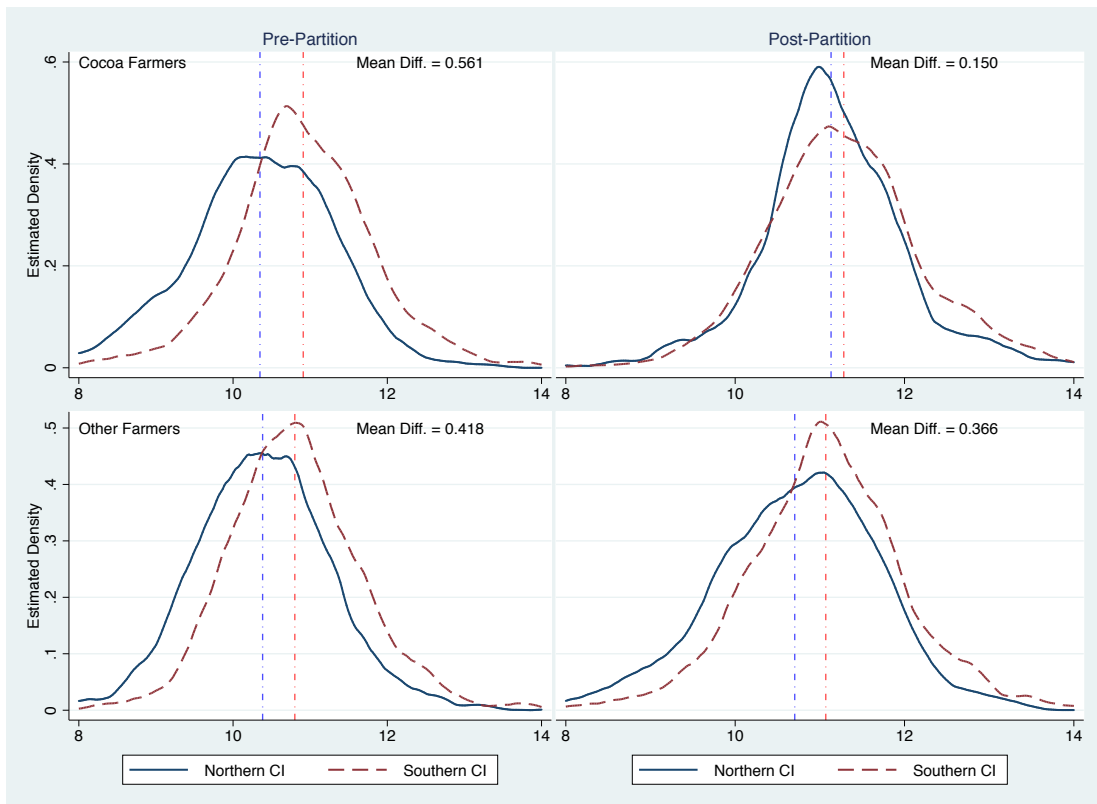 Pre-Partition
Post-Partition
Cocoa Farmers
Mean Diff. = 0.561
Mean Diff. = 0.150
Estimated Density
0
.2
.4
.6
8
10
12
14
8
10
12
14
Other Farmers
Mean Diff. = 0.418
Mean Diff. = 0.366
Estimated Density
0
.1
.2
.3
.4
.5
8
10
12
14
8
10
12
14
Northern CI
Southern CI
Northern CI
Southern CI